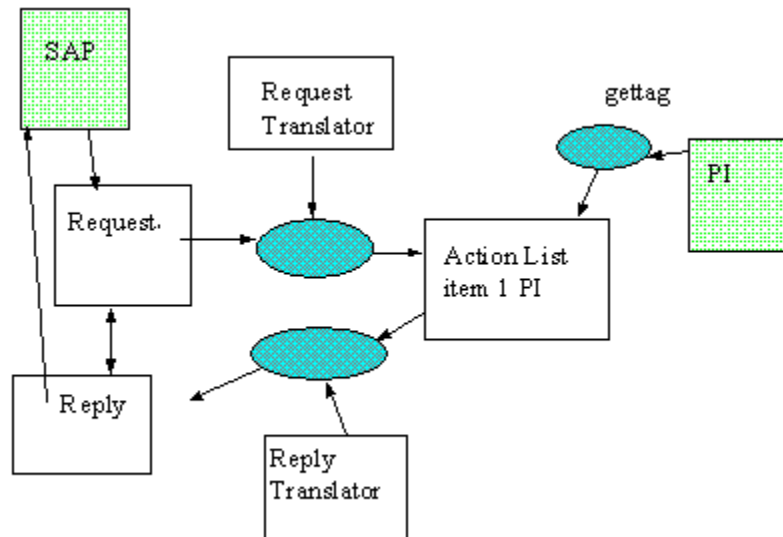 SAP
Request
Translator
gettag
PI
Request.
Action List
item 1 PI
Reply
Reply
Translator